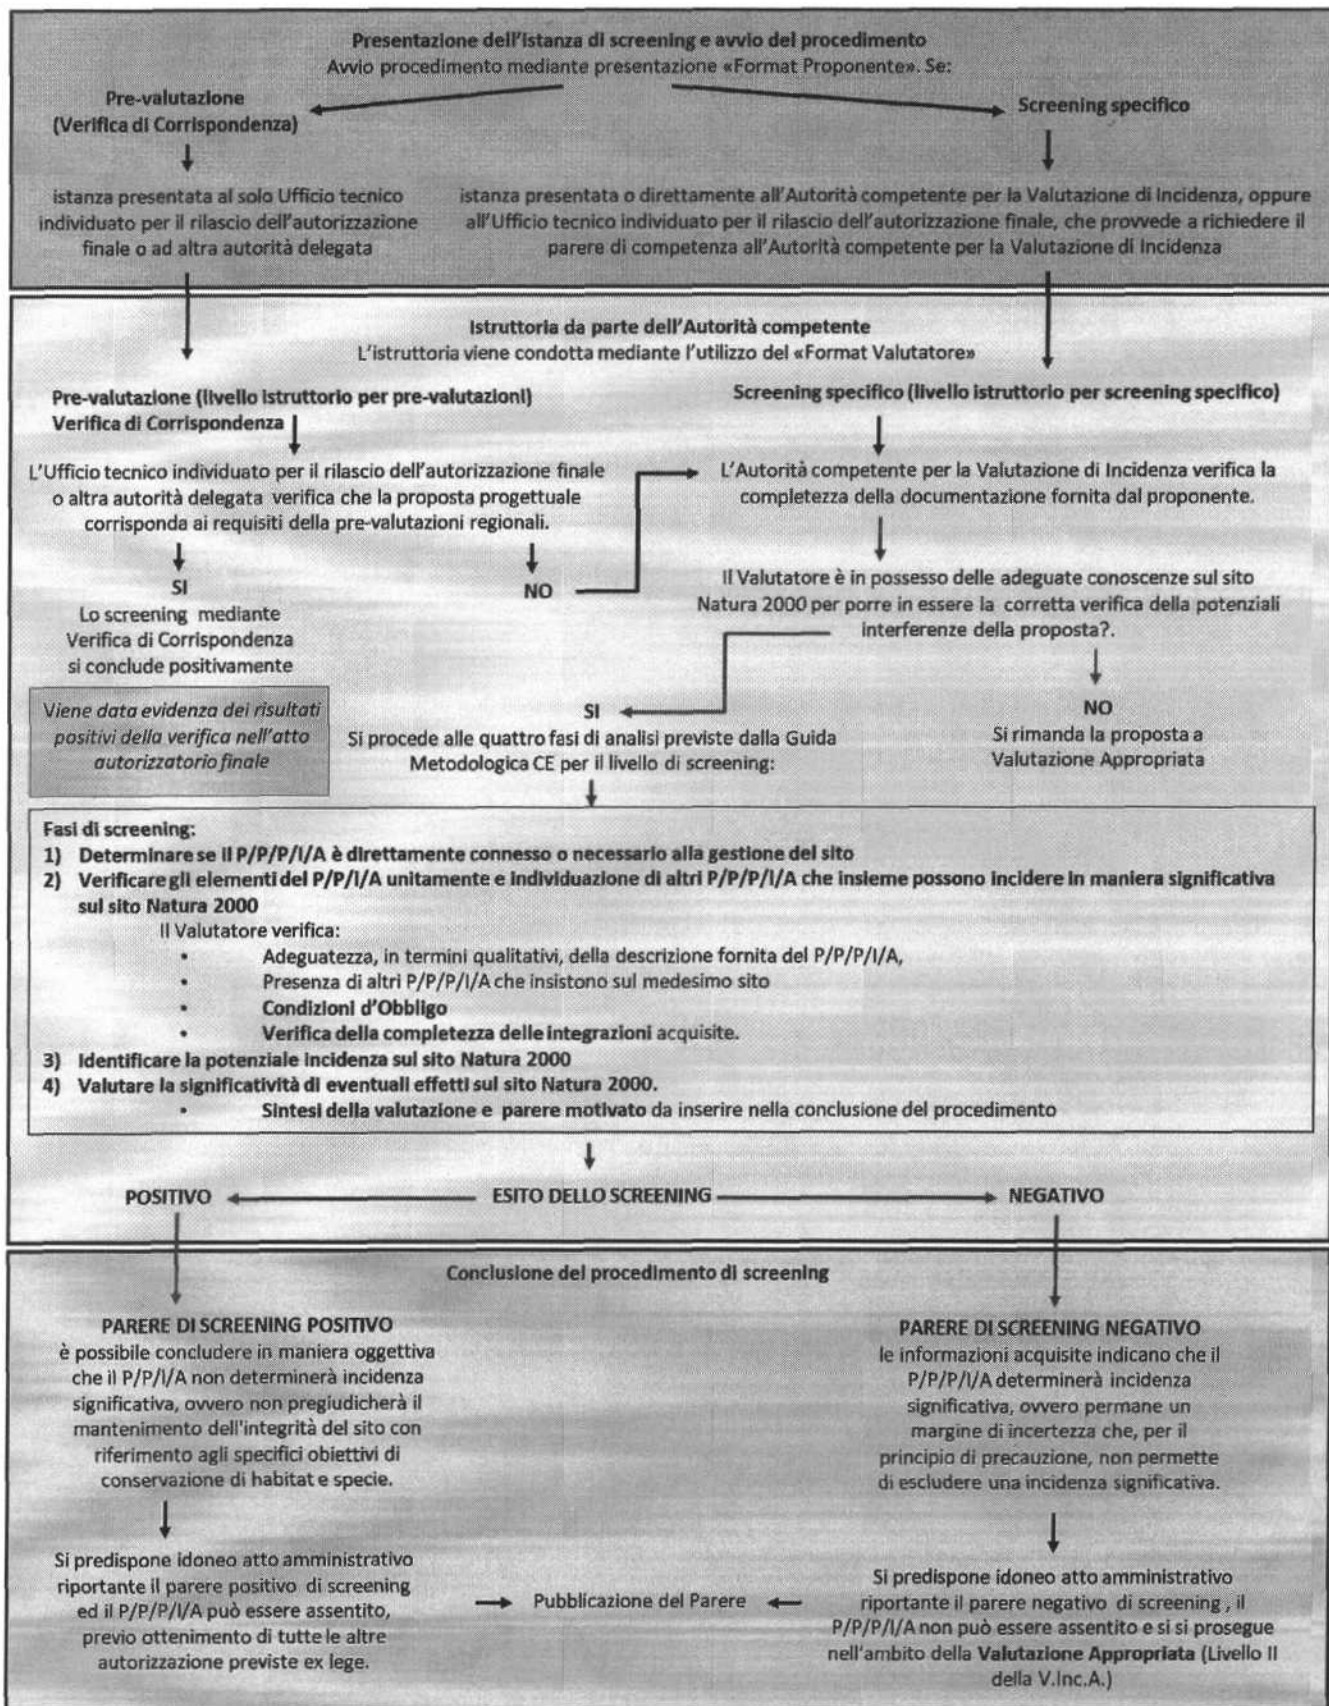 Presentazione dell'istanza di screening e avvio del procedimento
Avvio procedimento mediante presentazione «Format Proponente». Se:
Pre-valutazione
(Verifica di Corrispondenza)
Screening specifico
istanza presentata al solo Ufficio tecnico
individuato per il rilascio dell'autorizzazione
finale o ad altra autorità delegata
istanza presentata o direttamente all'Autorità competente per la Valutazione di Incidenza, oppure
all'Ufficio tecnico individuato per il rilascio dell'autorizzazione finale, che provvede a richiedere il
parere di competenza all'Autorità competente per la Valutazione di Incidenza
Istruttoria da parte dell'Autorità competente
L'istruttoria viene condotta mediante l'utilizzo del «Format Valutatore»
Pre-valutazione (livello istruttorio per pre-valutazioni)
Verifica di Corrispondenza
Screening specifico (livello istruttorio per screening specifico)
L'Ufficio tecnico individuato per il rilascio dell'autorizzazione finale
o altra autorità delegata verifica che la proposta progettuale
corrisponda ai requisiti della pre-valutazioni regionali.
L'Autorità competente per la Valutazione di Incidenza verifica la
completezza della documentazione fornita dal proponente.
SI
Lo screening mediante
Verifica di Corrispondenza
si conclude positivamente
NO
Il Valutatore è in possesso delle adeguate conoscenze sul sito
Natura 2000 per porre in essere la corretta verifica della potenziali
interferenze della proposta?.
Viene data evidenza dei risultati
positivi della verifica nell'atto
autorizzatorio finale
SI
Si procede alle quattro fasi di analisi previste dalla Guida
Metodologica CE per il livello di screening:
NO
Si rimanda la proposta a
Valutazione Appropriata
Fasi di screening:
1) Determinare se il P/P/P/I/A è direttamente connesso o necessario alla gestione del sito
2) Verificare gli elementi del P/P/I/A unitamente e individuazione di altri P/P/P/I/A che insieme possono incidere in maniera significativa
sul sito Natura 2000
Il Valutatore verifica:
• Adeguatezza, in termini qualitativi, della descrizione fornita del P/P/P/I/A,
• Presenza di altri P/P/P/I/A che insistono sul medesimo sito
• Condizioni d'Obbligo
• Verifica della completezza delle integrazioni acquisite.
3) Identificare la potenziale incidenza sul sito Natura 2000
4) Valutare la significatività di eventuali effetti sul sito Natura 2000.
• Sintesi della valutazione e parere motivato da inserire nella conclusione del procedimento
POSITIVO
ESITO DELLO SCREENING
NEGATIVO
Conclusione del procedimento di screening
PARERE DI SCREENING POSITIVO
è possibile concludere in maniera oggettiva
che il P/P/I/A non determinerà incidenza
significativa, ovvero non pregiudicherà il
mantenimento dell'integrità del sito con
riferimento agli specifici obiettivi di
conservazione di habitat e specie.
PARERE DI SCREENING NEGATIVO
le informazioni acquisite indicano che il
P/P/P/I/A determinerà incidenza
significativa, ovvero permane un
margine di incertezza che, per il
principio di precauzione, non permette
di escludere una incidenza significativa.
Si predispone idoneo atto amministrativo
riportante il parere positivo di screening
ed il P/P/P/I/A può essere assentito,
previo ottenimento di tutte le altre
autorizzazione previste ex lege.
Pubblicazione del Parere
Si predispone idoneo atto amministrativo
riportante il parere negativo di screening , il
P/P/P/I/A non può essere assentito e si si prosegue
nell'ambito della Valutazione Appropriata (Livello II
della V.Inc.A.)